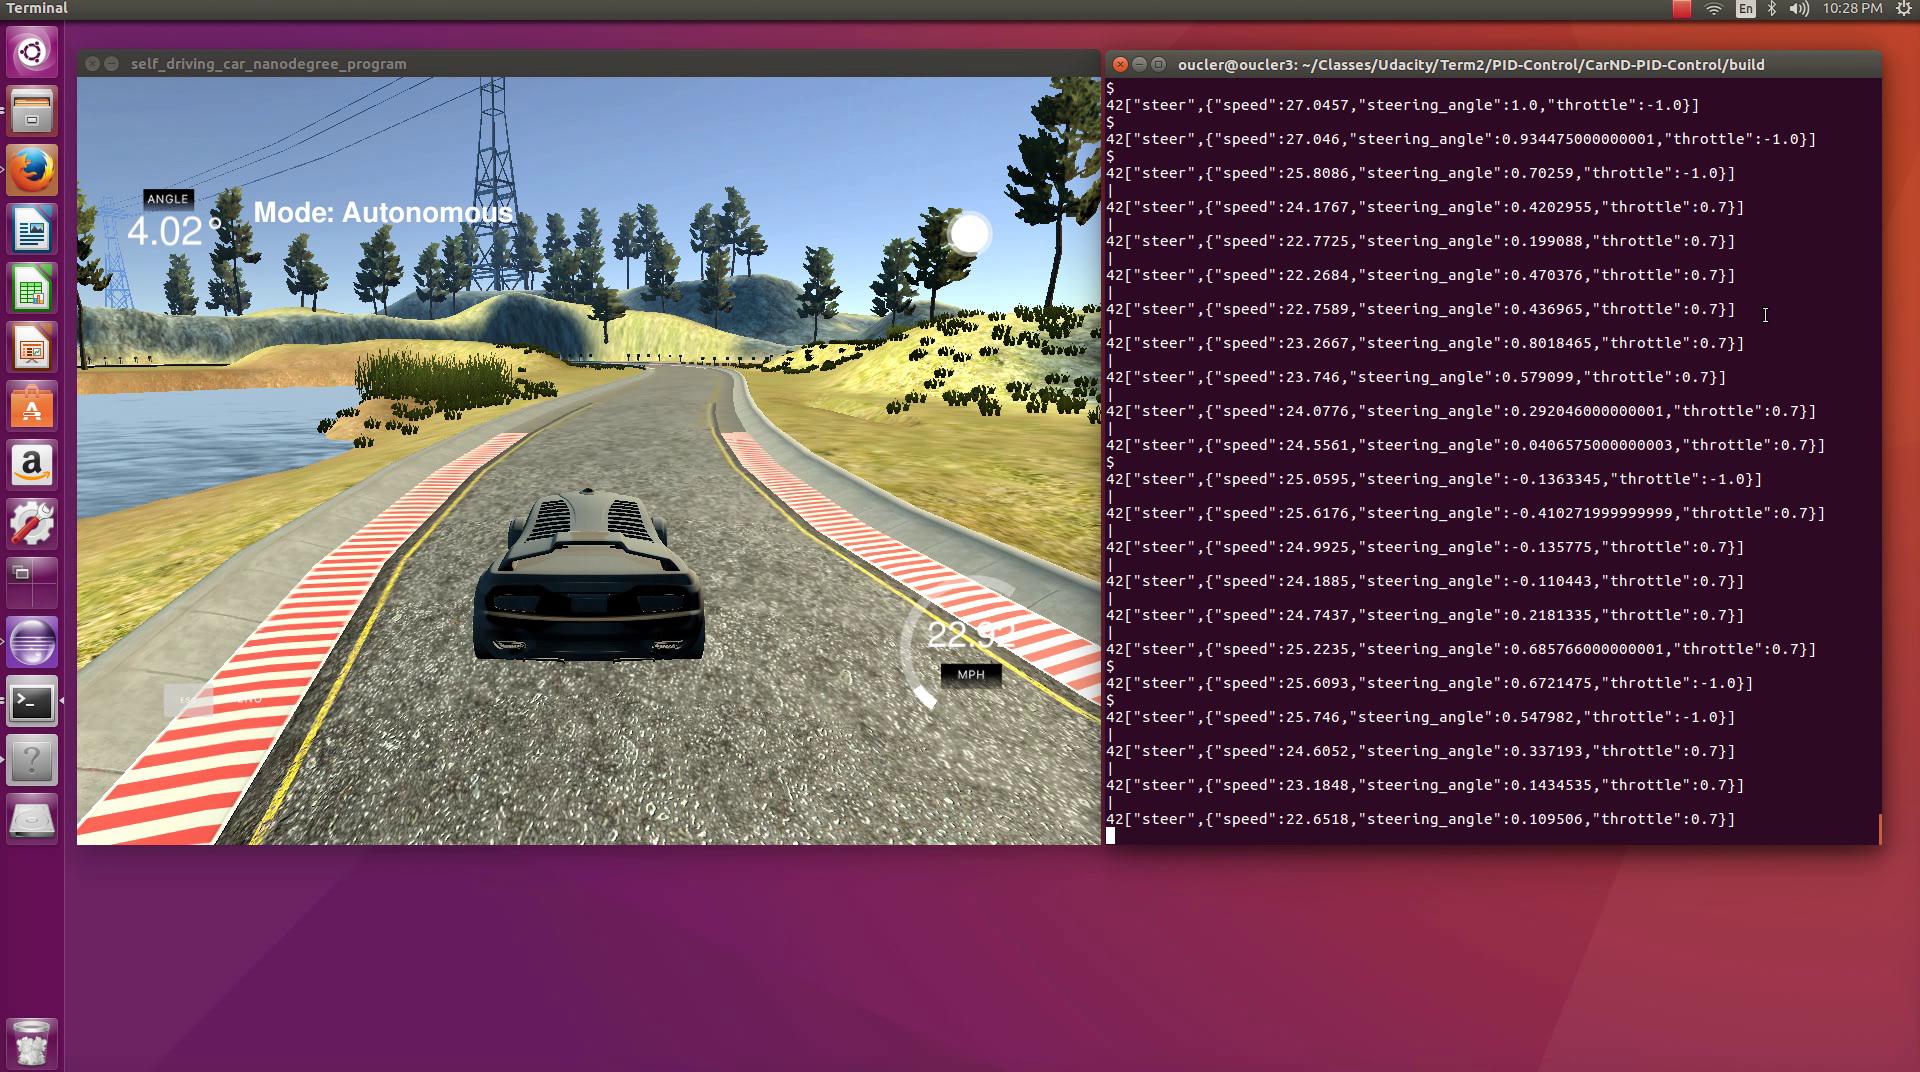 Terminal
En
10:28 PM
self_driving_car_nanodegree_program
ANGLE
4.02°
Mode: Autonomous
22.92
MPH
ESC
MENU
a
oucler@oucler3: ~/Classes/Udacity/Term2/PID-Control/CarND-PID-Control/build
$
42["steer",{"speed":27.0457,"steering_angle":1.0,"throttle":-1.0}]
$
42["steer",{"speed":27.046,"steering_angle":0.934475000000001,"throttle":-1.0}]
$
42["steer",{"speed":25.8086,"steering_angle":0.70259,"throttle":-1.0}]
|
42["steer",{"speed":24.1767,"steering_angle":0.4202955,"throttle":0.7}]
|
42["steer",{"speed":22.7725,"steering_angle":0.199088,"throttle":0.7}]
|
42["steer",{"speed":22.2684,"steering_angle":0.470376,"throttle":0.7}]
|
42["steer",{"speed":22.7589,"steering_angle":0.436965,"throttle":0.7}]
|
42["steer",{"speed":23.2667,"steering_angle":0.8018465,"throttle":0.7}]
|
42["steer",{"speed":23.746,"steering_angle":0.579099,"throttle":0.7}]
|
42["steer",{"speed":24.0776,"steering_angle":0.292046000000001,"throttle":0.7}]
|
42["steer",{"speed":24.5561,"steering_angle":0.0406575000000003,"throttle":0.7}]
$
42["steer",{"speed":25.0595,"steering_angle":-0.1363345,"throttle":-1.0}]
|
42["steer",{"speed":25.6176,"steering_angle":-0.410271999999999,"throttle":0.7}]
|
42["steer",{"speed":24.9925,"steering_angle":-0.135775,"throttle":0.7}]
|
42["steer",{"speed":24.1885,"steering_angle":-0.110443,"throttle":0.7}]
|
42["steer",{"speed":24.7437,"steering_angle":0.2181335,"throttle":0.7}]
|
42["steer",{"speed":25.2235,"steering_angle":0.685766000000001,"throttle":0.7}]
$
42["steer",{"speed":25.6093,"steering_angle":0.6721475,"throttle":-1.0}]
$
42["steer",{"speed":25.746,"steering_angle":0.547982,"throttle":-1.0}]
|
42["steer",{"speed":24.6052,"steering_angle":0.337193,"throttle":0.7}]
|
42["steer",{"speed":23.1848,"steering_angle":0.1434535,"throttle":0.7}]
|
42["steer",{"speed":22.6518,"steering_angle":0.109506,"throttle":0.7}]